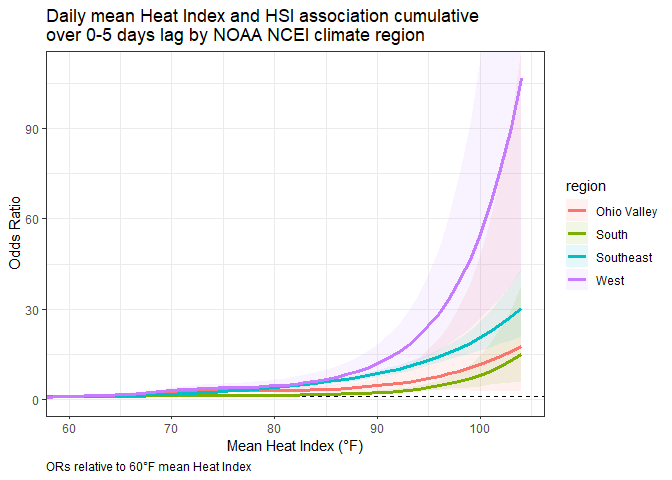 Daily mean Heat Index and HSI association cumulative
over 0-5 days lag by NOAA NCEI climate region
Odds Ratio
90
60
30
0
60
70
80
90
100
Mean Heat Index (°F)
ORs relative to 60°F mean Heat Index
region
Ohio Valley
South
Southeast
West